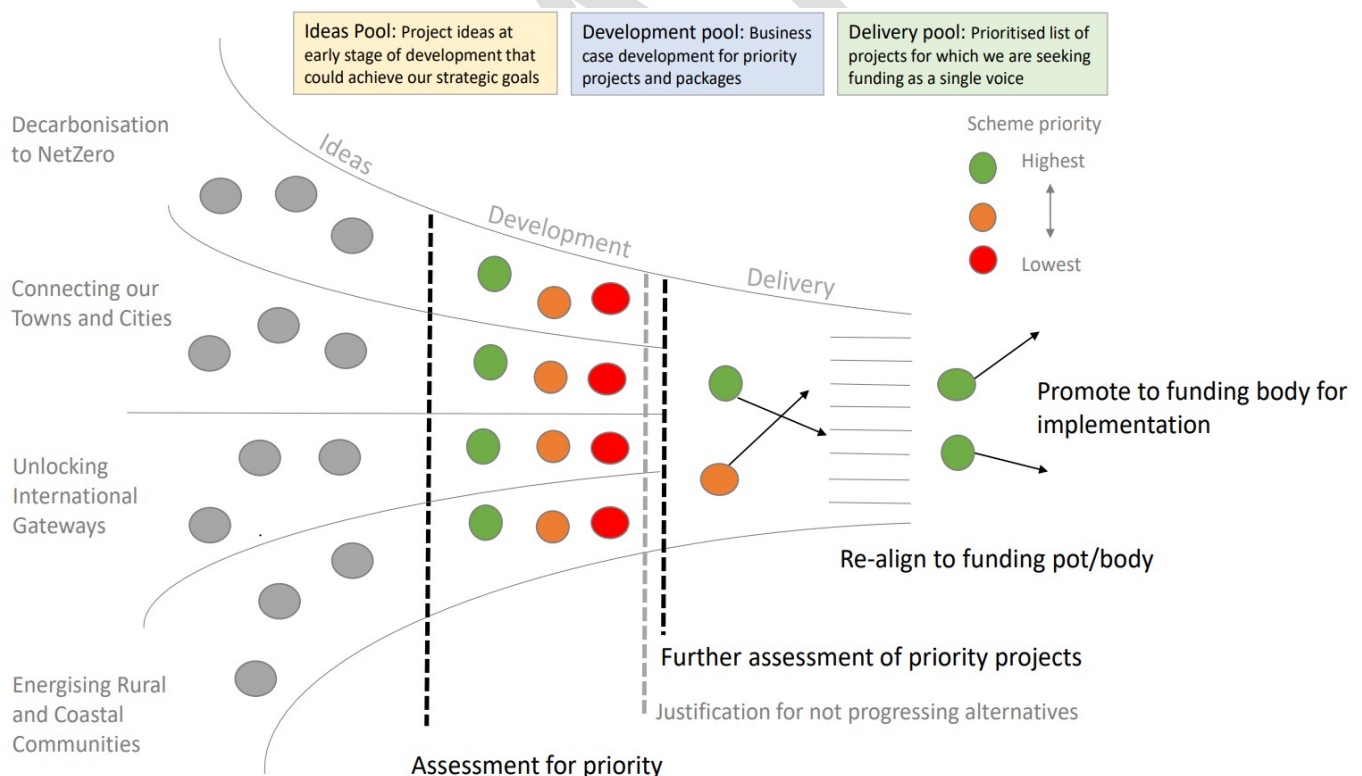 Ideas Pool: Project ideas at
early stage of development that
could achieve our strategic goals
Development pool: Business
case development for priority
projects and packages
Delivery pool: Prioritised list of
projects for which we are seeking
funding as a single voice
Decarbonisation
to NetZero
Ideas
Scheme priority
Highest
Lowest
Development
Delivery
Connecting our
Towns and Cities
Promote to funding body for
implementation
Unlocking
International
Gateways
Re-align to funding pot/body
Further assessment of priority projects
Energising Rural
and Coastal
Communities
Justification for not progressing alternatives
Assessment for priority